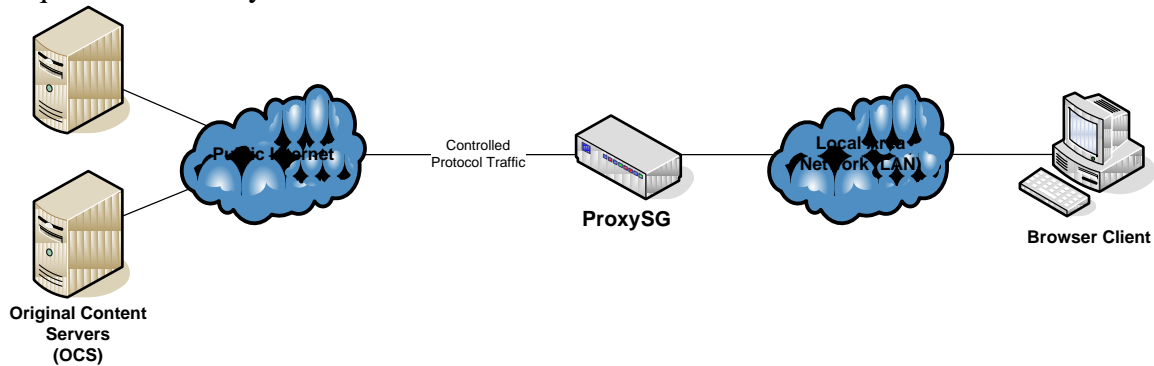 Public Internet
Controlled
Protocol Traffic
ProxySG
Local Area
Network (LAN)
Browser Client
Original Content
Servers
(OCS)